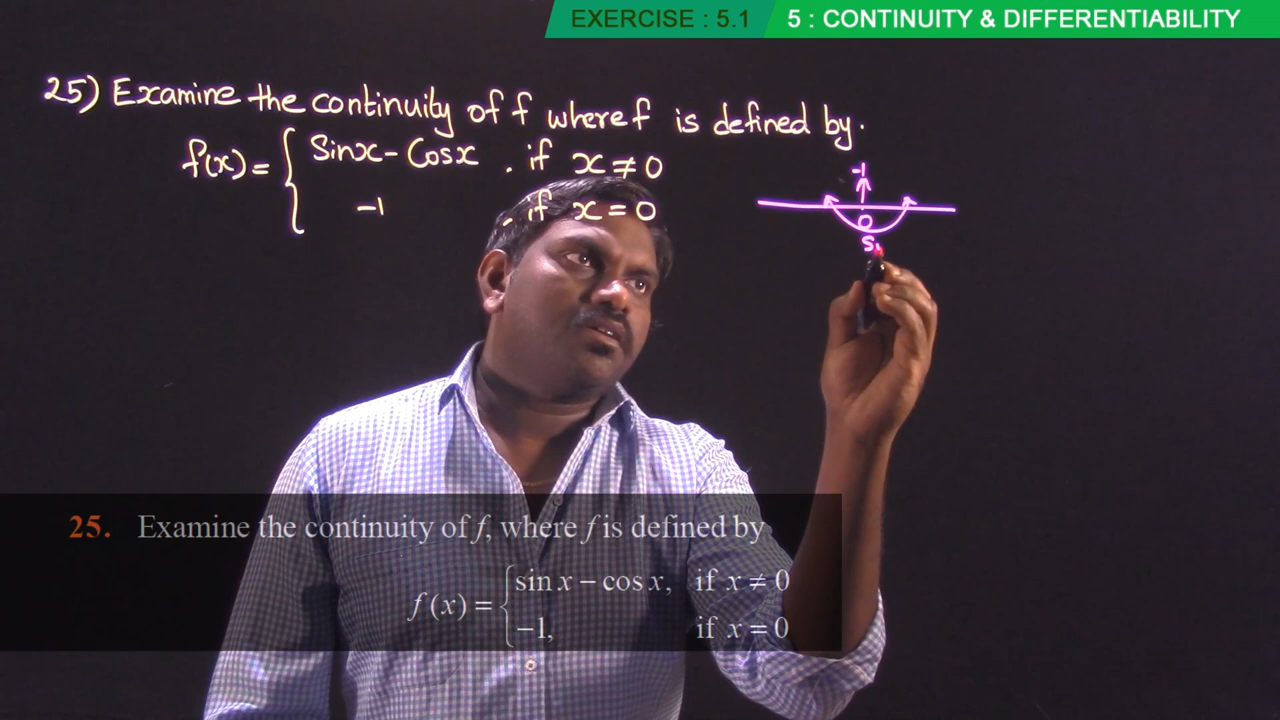 EXERCISE : 5.1 5 : CONTINUITY & DIFFERENTIABILITY
25) Examine the continuity of f where f is defined by.
f(x) = { Sinx - Cosx . if x ≠ 0
-1 . if x = 0
-1
0
Si
25. Examine the continuity of f, where f is defined by
f (x) = { sin x − cos x, if x ≠ 0
−1, if x = 0